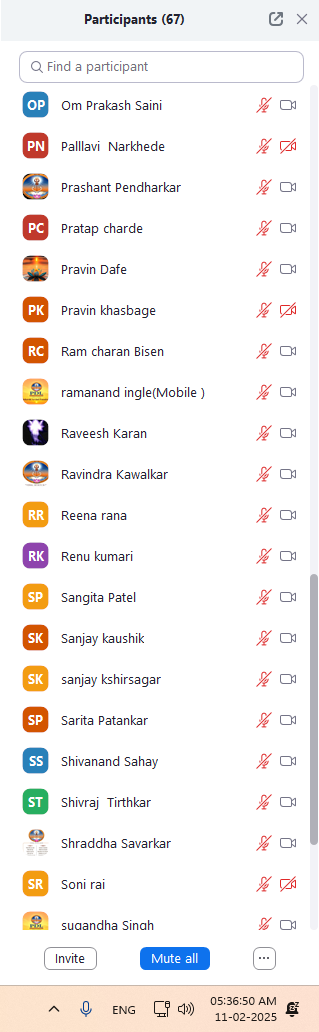 Participants (67)
Find a participant
OP Om Prakash Saini
PN Palllavi  Narkhede
Prashant Pendharkar
PC Pratap charde
Pravin Dafe
PK Pravin khasbage
RC Ram charan Bisen
ramanand ingle(Mobile )
Raveesh Karan
Ravindra Kawalkar
RR Reena rana
RK Renu kumari
SP Sangita Patel
SK Sanjay kaushik
SK sanjay kshirsagar
SP Sarita Patankar
SS Shivanand Sahay
ST Shivraj  Tirthkar
Shraddha Savarkar
SR Soni rai
sugandha Singh
Invite Mute all ...
ENG 05:36:50 AM
11-02-2025